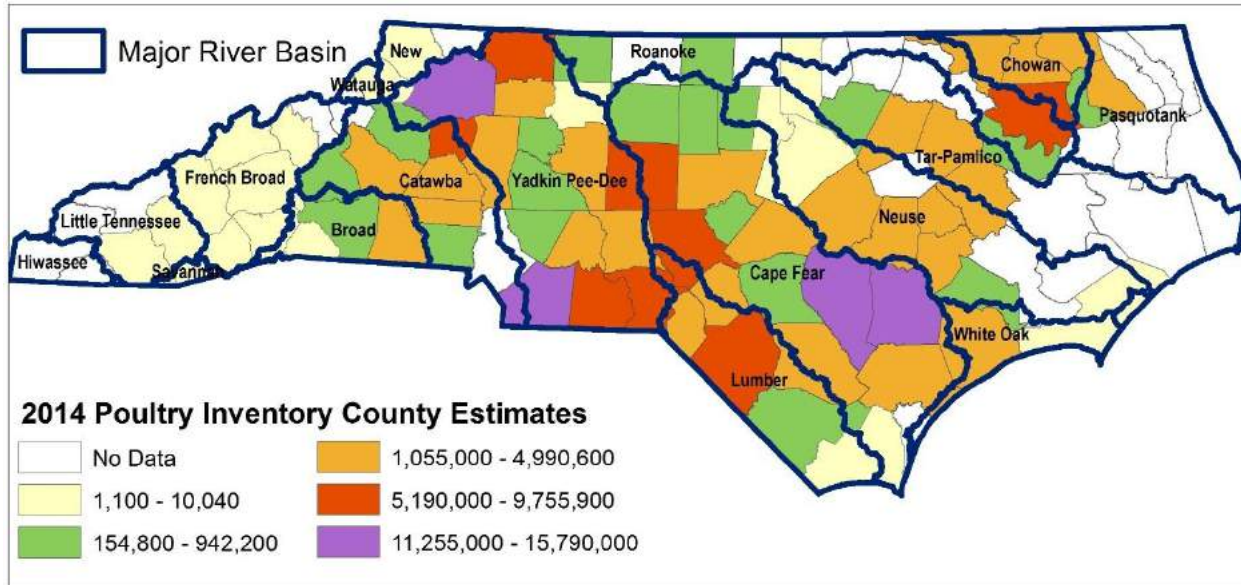 Major River Basin
New
Roanoke
Chowan
Watauga
Pasquotank
French Broad
Catawba
Yadkin Pee-Dee
Tar-Pamlico
Little Tennessee
Broad
Neuse
Hiwassee
Savannah
Cape Fear
White Oak
Lumber
2014 Poultry Inventory County Estimates
No Data
1,055,000 - 4,990,600
1,100 - 10,040
5,190,000 - 9,755,900
154,800 - 942,200
11,255,000 - 15,790,000